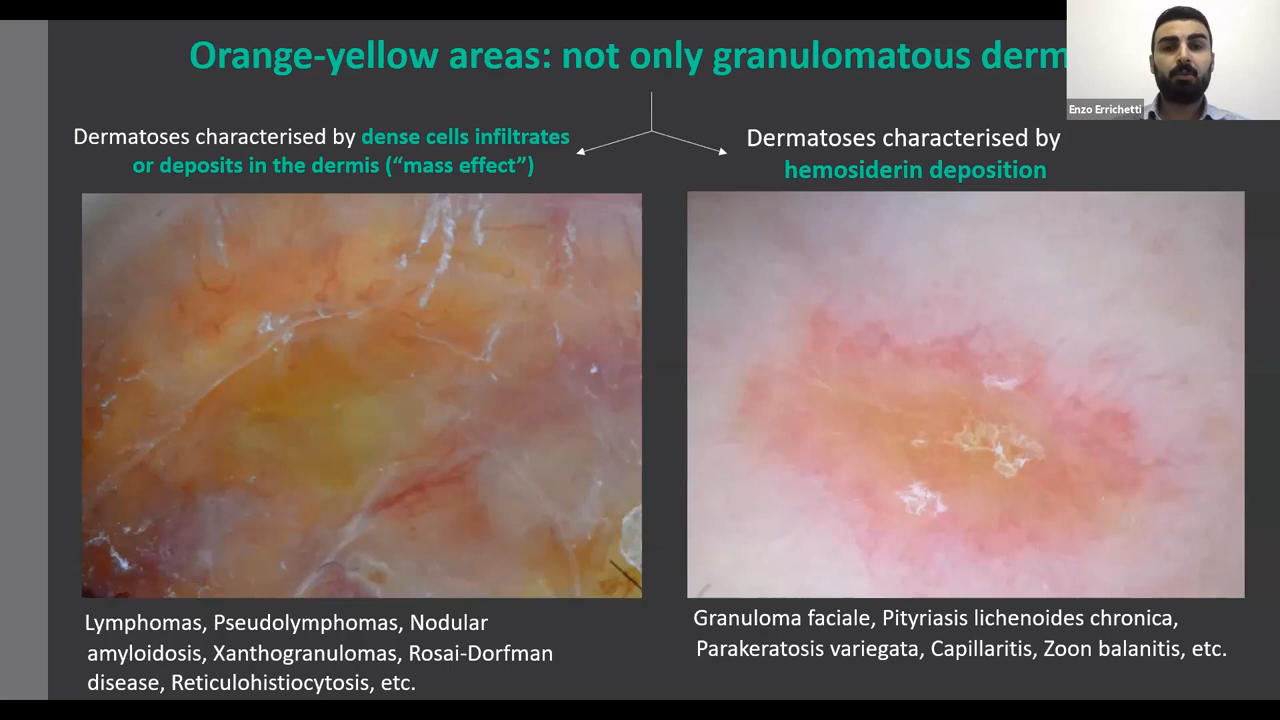 Orange-yellow areas: not only granulomatous derm
Enzo Errichetti
Dermatoses characterised by dense cells infiltrates
or deposits in the dermis (“mass effect”)
Dermatoses characterised by
hemosiderin deposition
Lymphomas, Pseudolymphomas, Nodular
amyloidosis, Xanthogranulomas, Rosai-Dorfman
disease, Reticulohistiocytosis, etc.
Granuloma faciale, Pityriasis lichenoides chronica,
Parakeratosis variegata, Capillaritis, Zoon balanitis, etc.